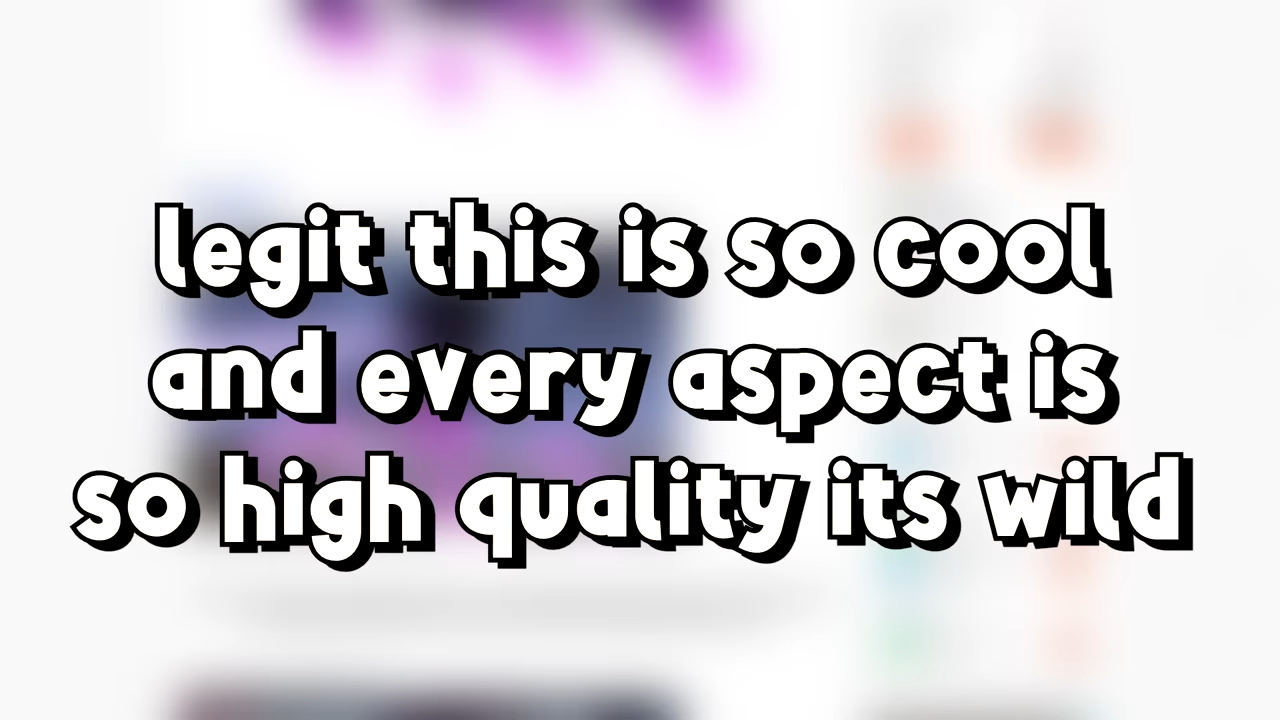 legit this is so cool
and every aspect is
so high quality its wild